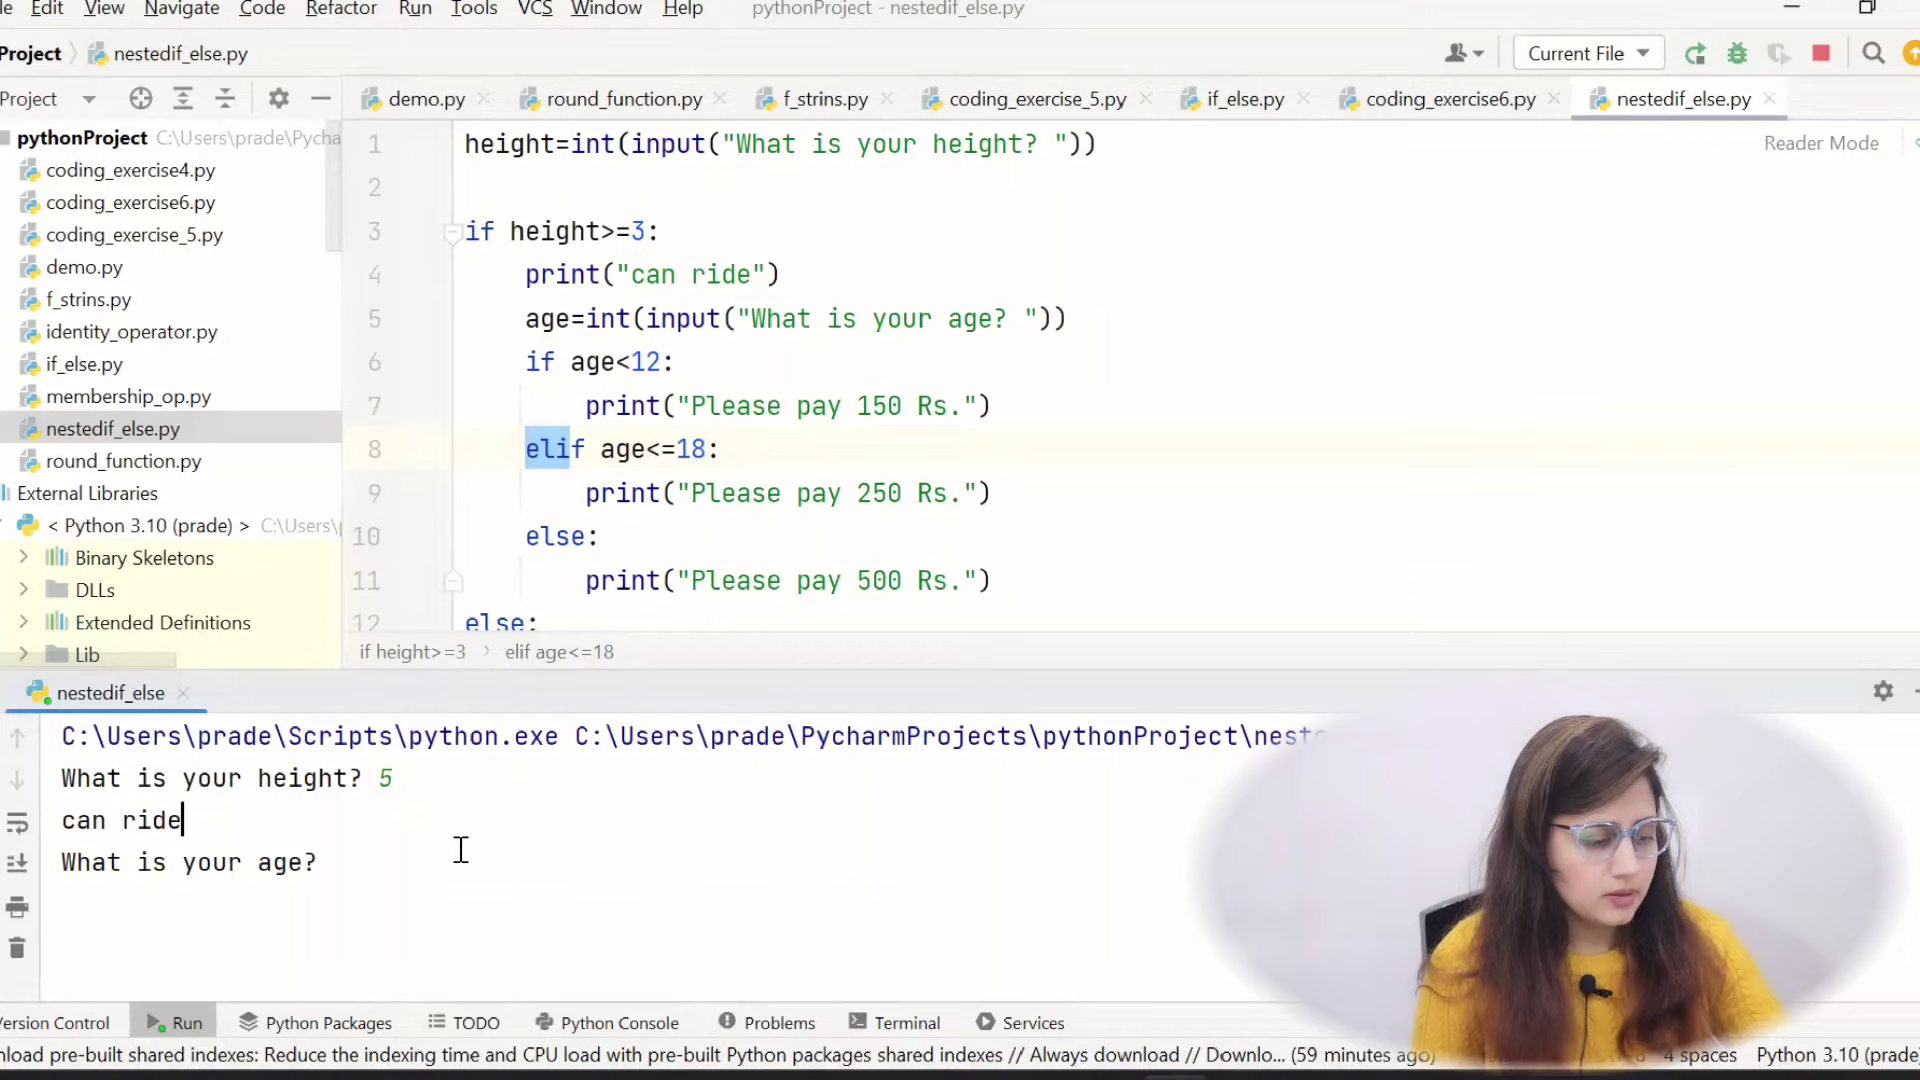 Edit View Navigate Code Refactor Run Tools VCS Window Help pythonProject - nestedif_else.py
Project nestedif_else.py Current File
Project demo.py round_function.py f_strins.py coding_exercise_5.py if_else.py coding_exercise6.py nestedif_else.py
pythonProject C:\Users\prade\Pycha
coding_exercise4.py
coding_exercise6.py
coding_exercise_5.py
demo.py
f_strins.py
identity_operator.py
if_else.py
membership_op.py
nestedif_else.py
round_function.py
External Libraries
< Python 3.10 (prade) > C:\Users\
Binary Skeletons
DLLs
Extended Definitions
Lib
Reader Mode
1 height=int(input("What is your height? "))
2
3 if height>=3:
4 print("can ride")
5 age=int(input("What is your age? "))
6 if age<12:
7 print("Please pay 150 Rs.")
8 elif age<=18:
9 print("Please pay 250 Rs.")
10 else:
11 print("Please pay 500 Rs.")
12 else:
if height>=3 elif age<=18
nestedif_else
C:\Users\prade\Scripts\python.exe C:\Users\prade\PycharmProjects\pythonProject\neste
What is your height? 5
can ride
What is your age?
ersion Control Run Python Packages TODO Python Console Problems Terminal Services
nload pre-built shared indexes: Reduce the indexing time and CPU load with pre-built Python packages shared indexes // Always download // Downlo... (59 minutes ago) 4 spaces Python 3.10 (prade)